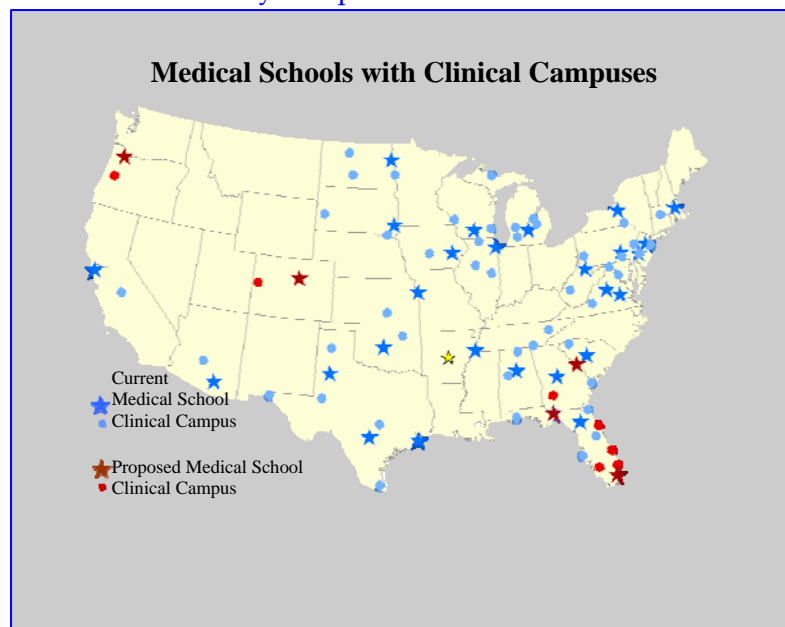 Medical Schools with Clinical Campuses
Current
Medical School
Clinical Campus
Proposed Medical School
Clinical Campus